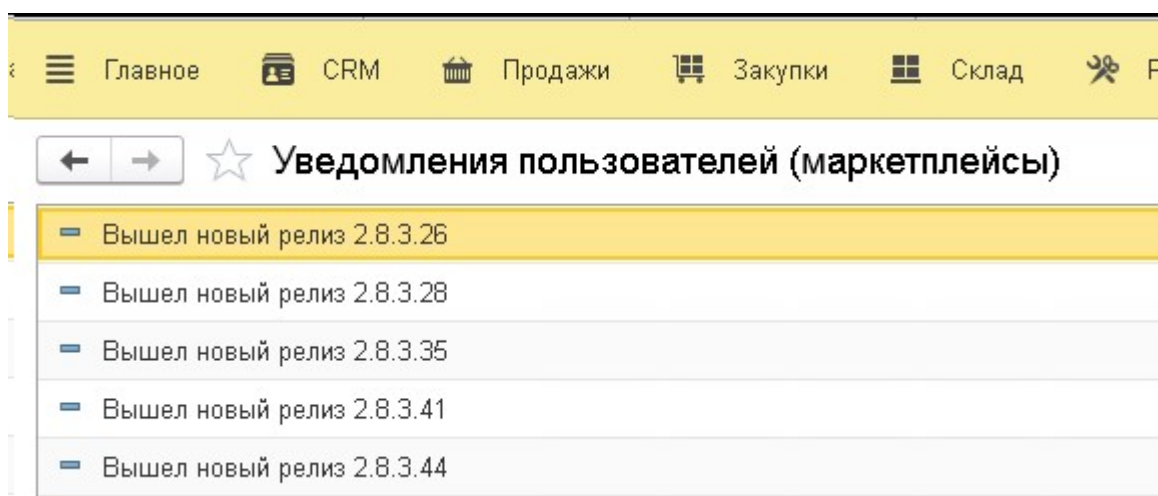 Главное CRM Продажи Закупки Склад
Уведомления пользователей (маркетплейсы)
Вышел новый релиз 2.8.3.26
Вышел новый релиз 2.8.3.28
Вышел новый релиз 2.8.3.35
Вышел новый релиз 2.8.3.41
Вышел новый релиз 2.8.3.44